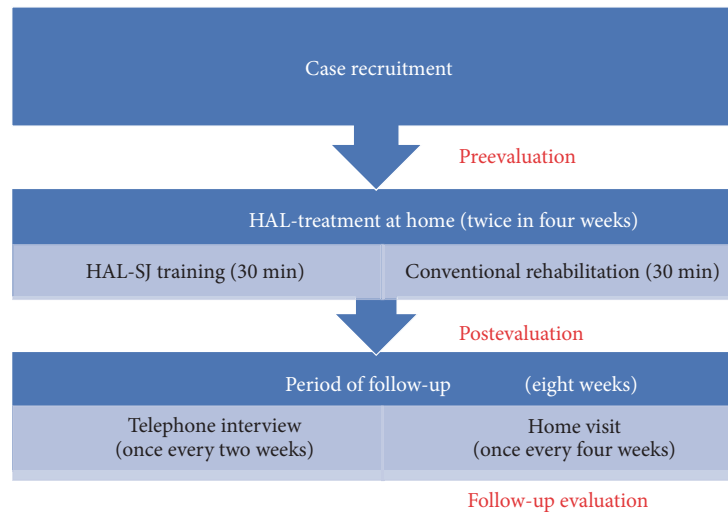 Case recruitment
Preevaluation
HAL-treatment at home (twice in four weeks)
HAL-SJ training (30 min)
Conventional rehabilitation (30 min)
Postevaluation
Period of follow-up (eight weeks)
Telephone interview
(once every two weeks)
Home visit
(once every four weeks)
Follow-up evaluation